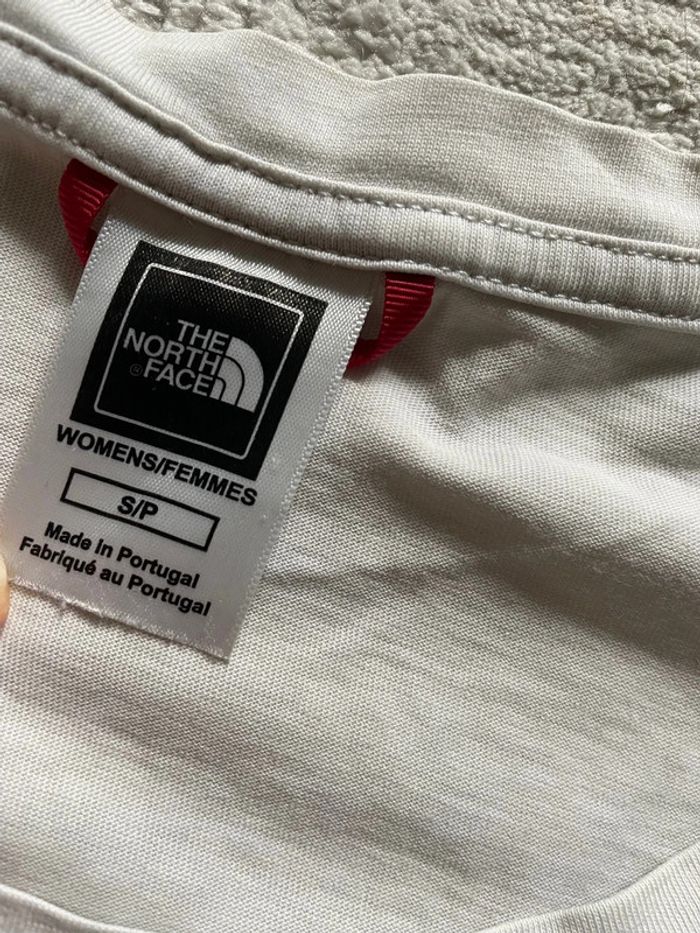 THE
NORTH
FACE
WOMENS/FEMMES
S/P
Made in Portugal
Fabriqué au Portugal